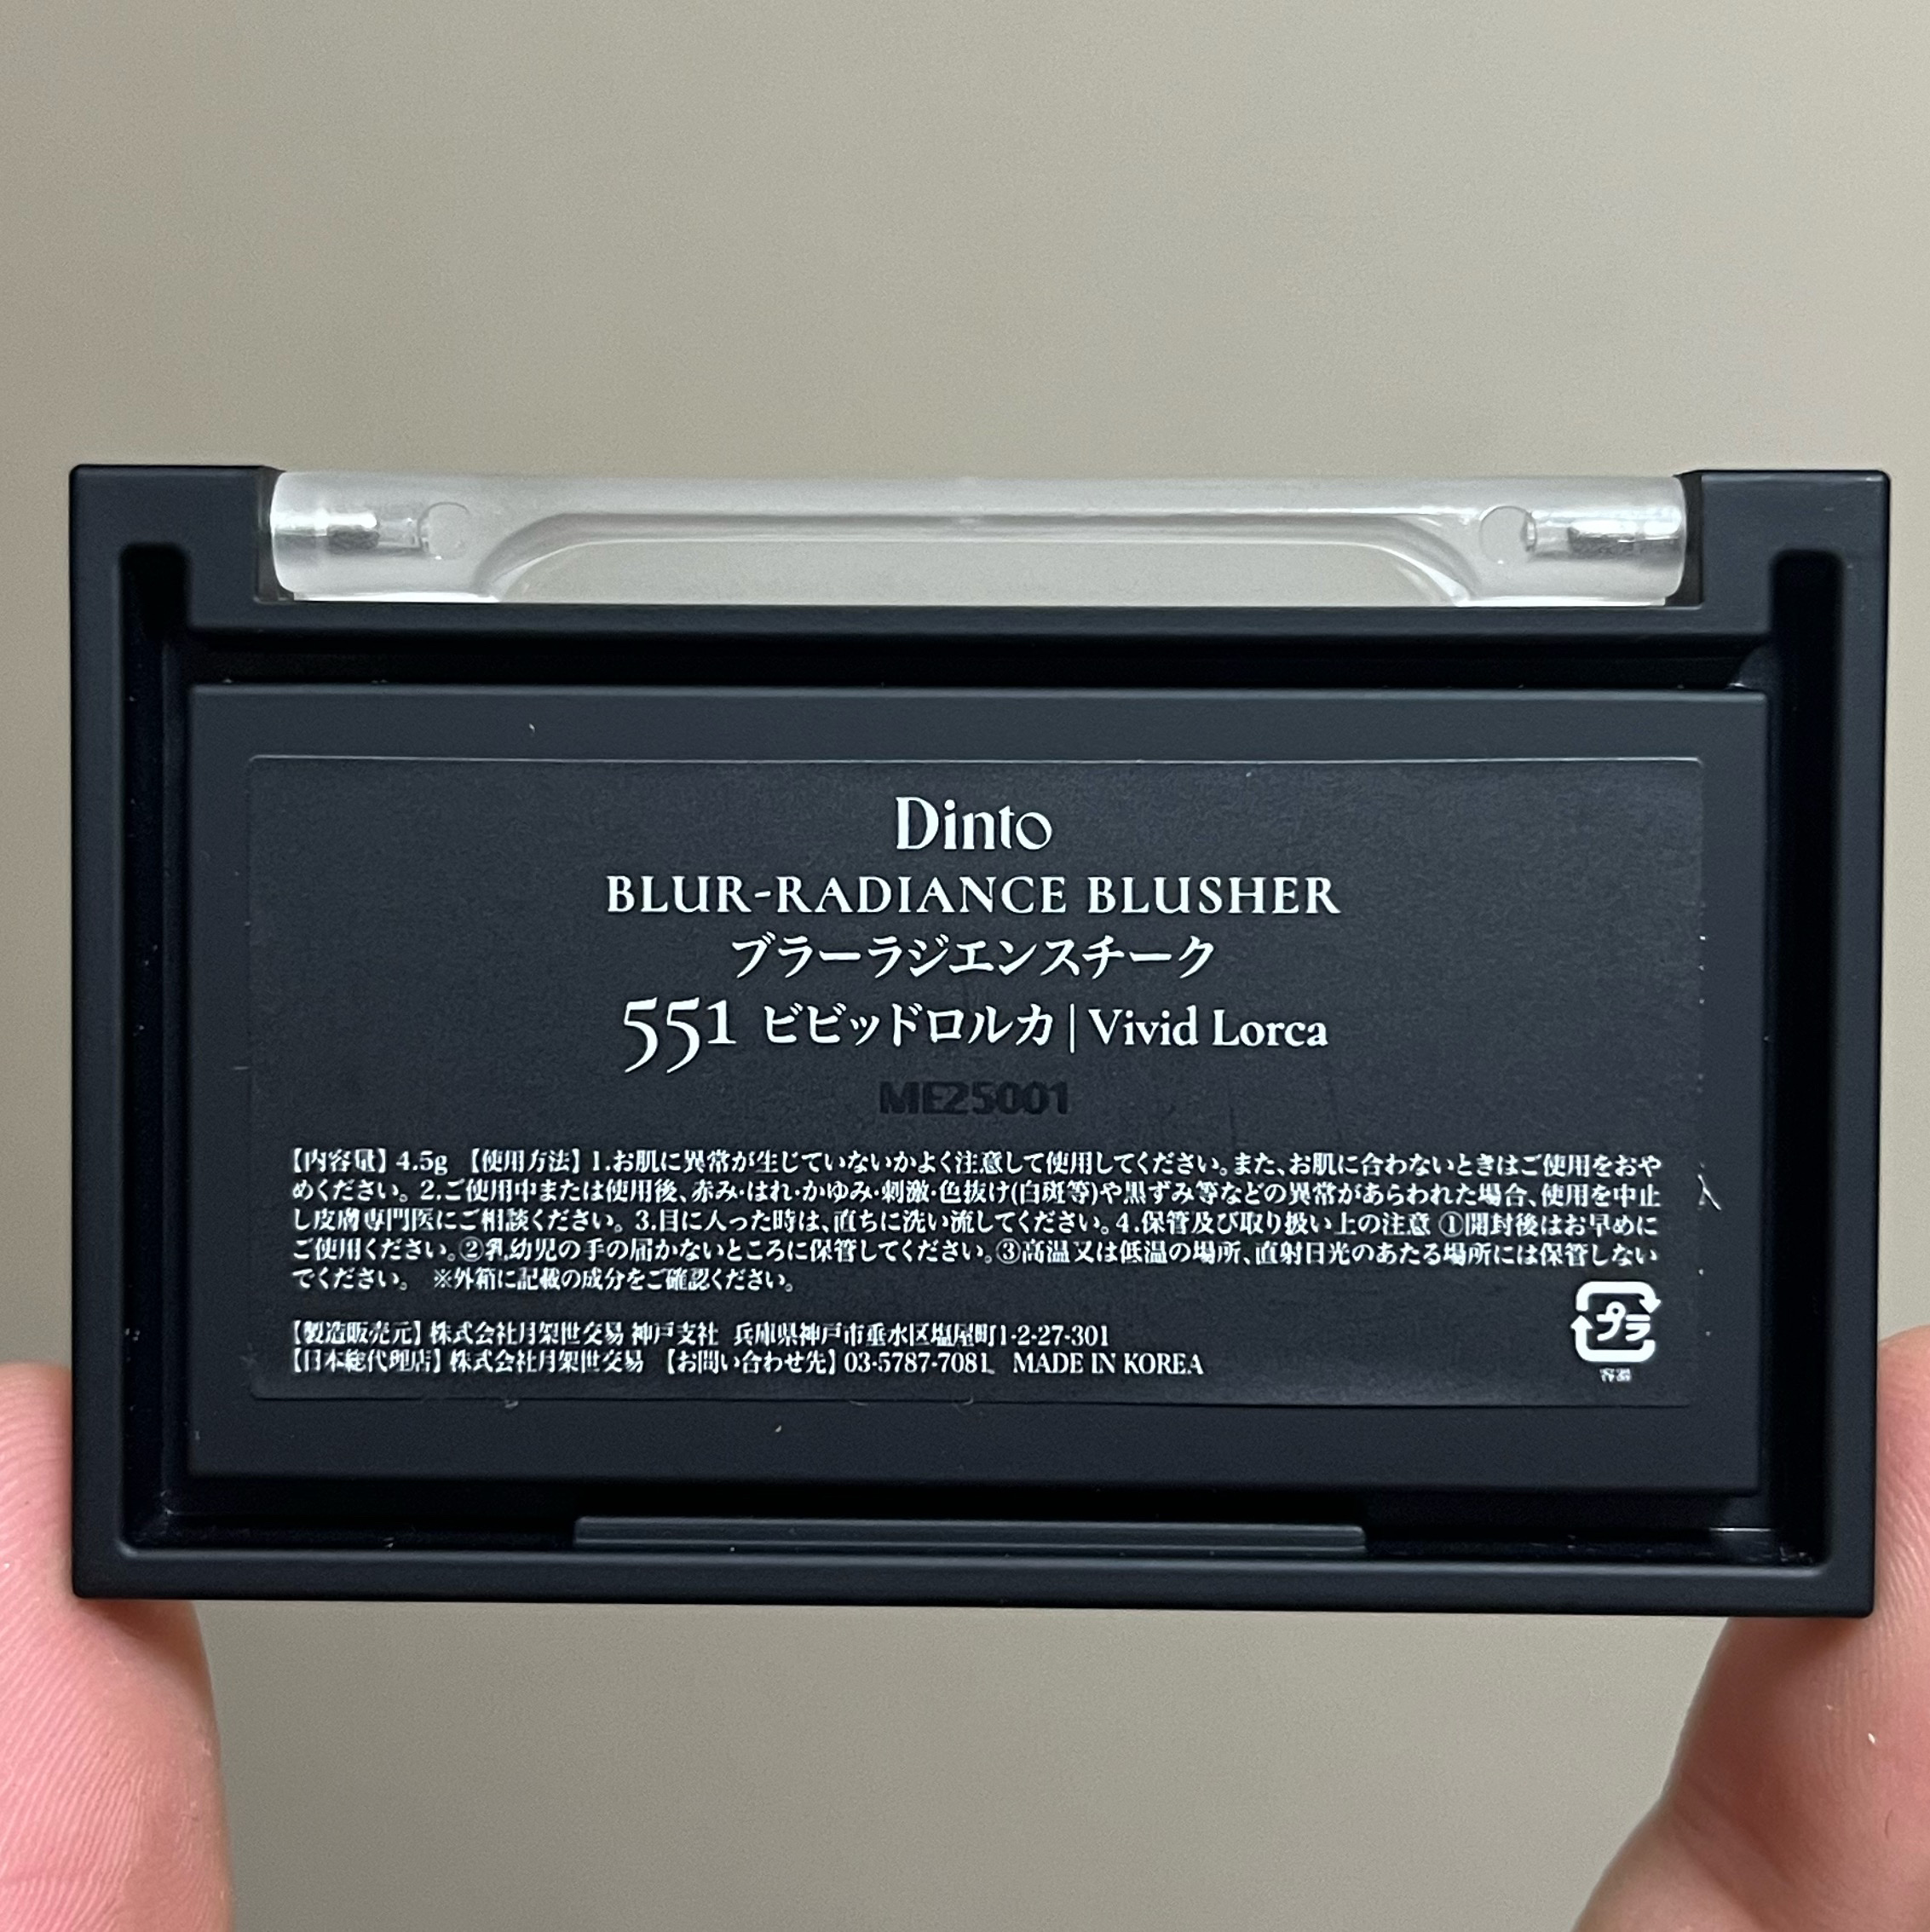 Dinto
BLUR-RADIANCE BLUSHER
ブラーラジエンスチーク
551 ビビッドロルカ | Vivid Lorca
ME25001
【内容量】4.5g 【使用方法】1.お肌に異常が生じていないかよく注意して使用してください。また、お肌に合わないときはご使用をおや
めください。2.ご使用中または使用後、赤み・はれ・かゆみ・刺激・色抜け(白斑等)や黒ずみ等などの異常があらわれた場合、使用を中止
し皮膚専門医にご相談ください。3.目に入った時は、直ちに洗い流してください。4.保管及び取り扱い上の注意 ①開封後はお早めに
ご使用ください。②乳幼児の手の届かないところに保管してください。③高温又は低温の場所、直射日光のあたる場所には保管しない
でください。 ※外箱に記載の成分をご確認ください。
【製造販売元】株式会社月架世交易 神戸支社 兵庫県神戸市垂水区塩屋町1-2-27-301
【日本総代理店】株式会社月架世交易 【お問い合わせ先】03-5787-7081 MADE IN KOREA
プラ
容器